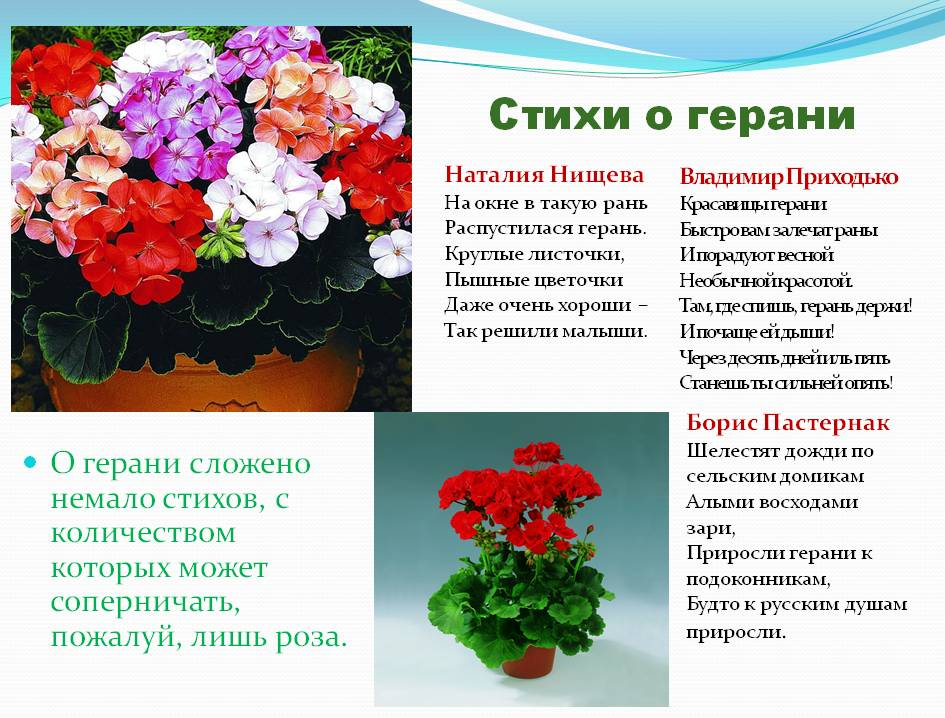 Стихи о герани
Наталия Нищева
На окне в такую рань
Распустилася герань.
Круглые листочки,
Пышные цветочки
Даже очень хороши –
Так решили малыши.
Владимир Приходько
Красавицы герани
Быстро вам залечат раны
И порадуют весной
Необычной красотой.
Там, где спишь, герань держи!
И почаще ей дыши!
Через десять дней иль пять
Станешь ты сильней опять!
Борис Пастернак
Шелестят дожди по
сельским домикам
Алыми восходами
зари,
Приросли герани к
подоконникам,
Будто к русским душам
приросли.
О герани сложено
немало стихов, с
количеством
которых может
соперничать,
пожалуй, лишь роза.